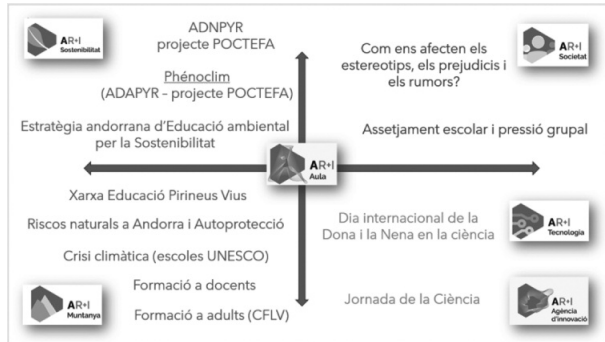 AR+I
Sostenibilitat
ADNPYR
projecte POCTEFA
Phénoclim
(ADAPYR – projecte POCTEFA)
Estratègia andorrana d'Educació ambiental
per la Sostenibilitat
Com ens afecten els
estereotips, els prejudicis i
els rumors?
AR+I
Societat
Assetjament escolar i pressió grupal
AR+I
Aula
Xarxa Educació Pirineus Vius
Riscos naturals a Andorra i Autoprotecció
Crisi climàtica (escoles UNESCO)
Formació a docents
Formació a adults (CFLV)
AR+I
Muntanya
Dia internacional de la
Dona i la Nena en la ciència
AR+I
Tecnologia
Jornada de la Ciència
AR+I
Agència
d'innovació